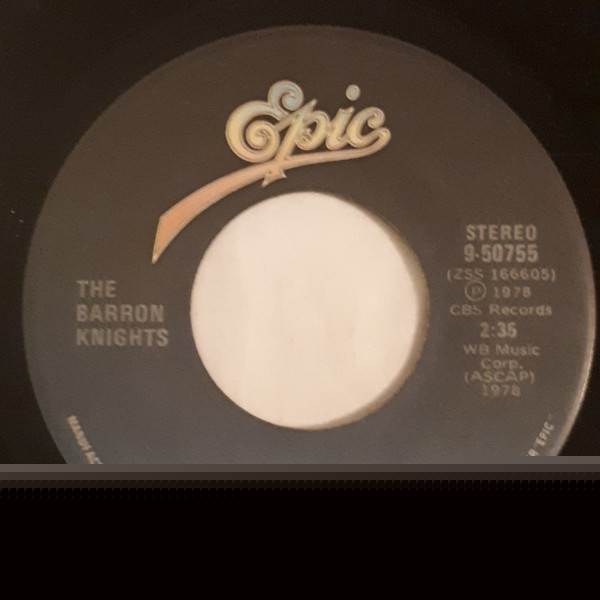 Epic
STEREO
9-50755
(ZSS 166605)
Ⓟ 1978
CBS Records
2:35
WB Music
Corp.
(ASCAP)
1978
THE
BARRON
KNIGHTS
"EPIC"